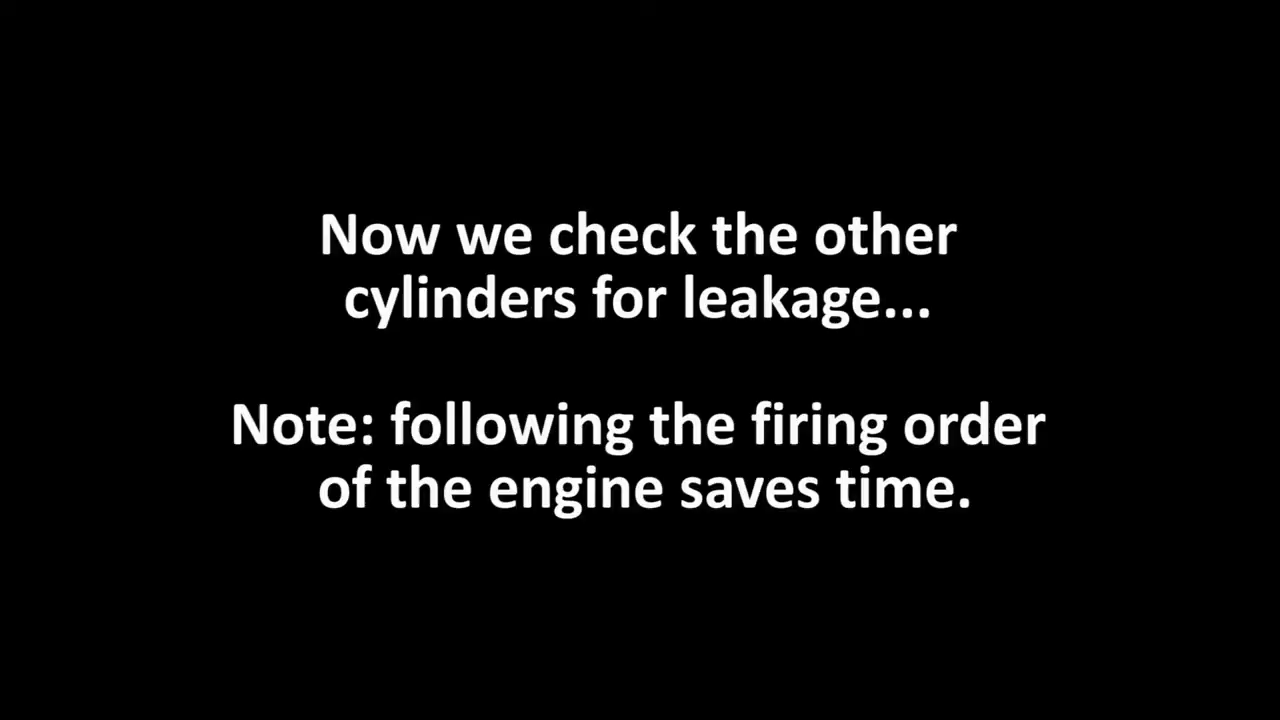 Now we check the other
cylinders for leakage...
Note: following the firing order
of the engine saves time.